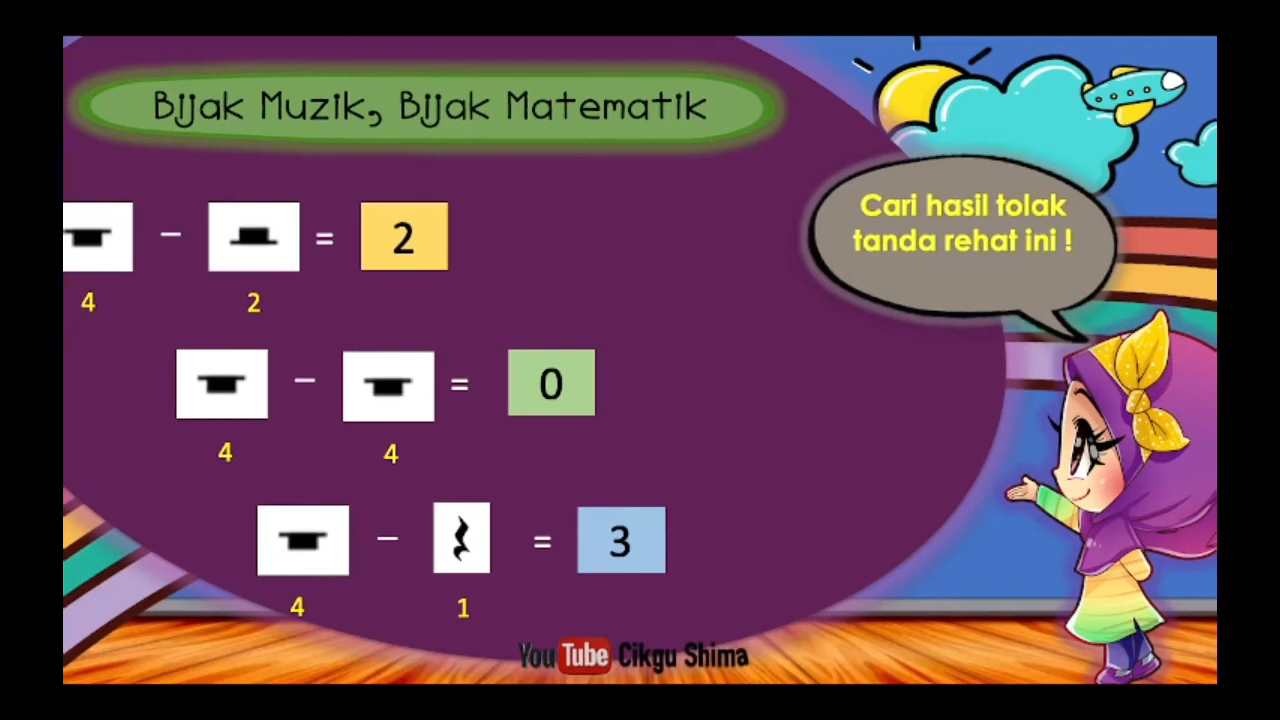 Bijak Muzik, Bijak Matematik
Cari hasil tolak
tanda rehat ini !
− = 2
4 2
− = 0
4 4
− = 3
4 1
YouTube Cikgu Shima